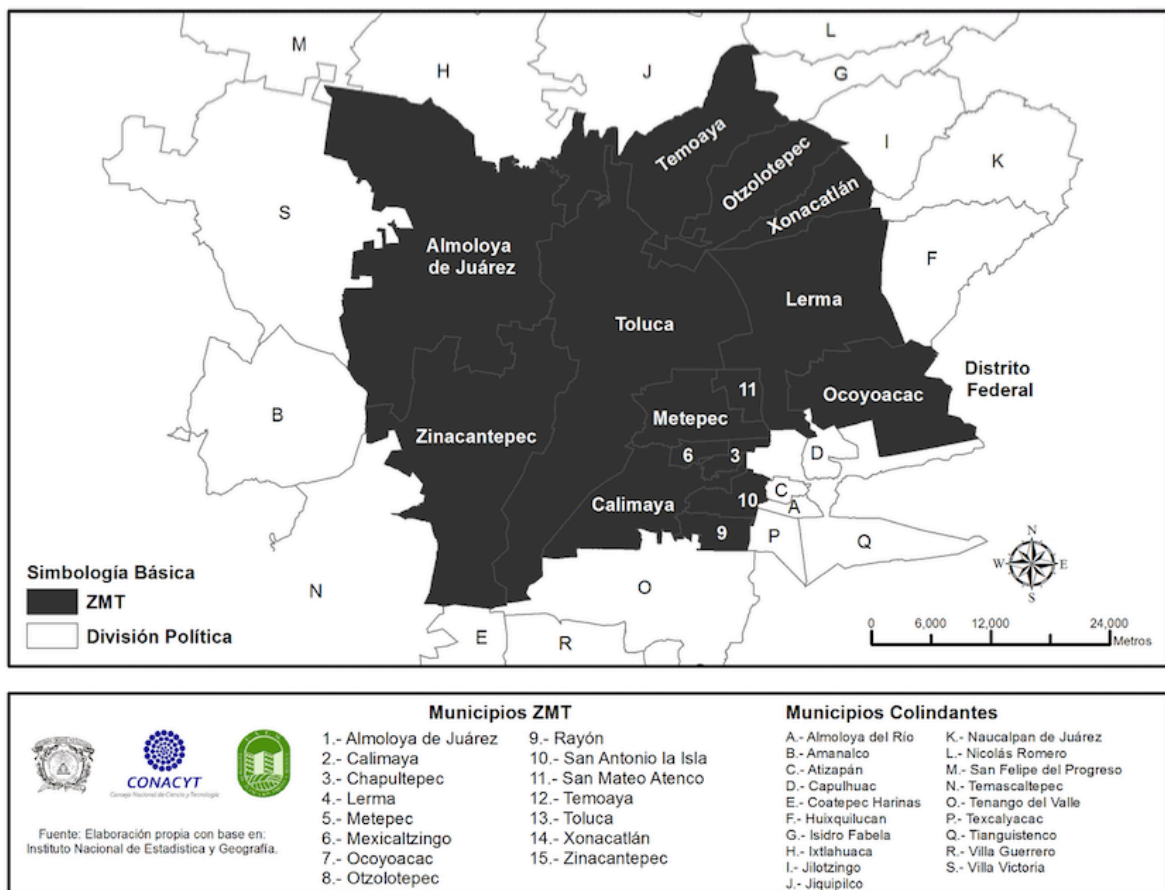 M
H
J
L
G
I
K
S
Temoaya
Otzolotepec
Xonacatlán
Almoloya
de Juárez
F
Lerma
Toluca
Distrito
Federal
11
Ocoyoacac
B
Metepec
Zinacantepec
6
3
D
C
Calimaya
10
A
9
P
Q
N
W
E
S
Simbología Básica
ZMT
División Política
N
O
E
R
0 6,000 12,000 24,000
Metros
CONACYT
Consejo Nacional de Ciencia y Tecnología
Fuente: Elaboración propia con base en:
Instituto Nacional de Estadística y Geografía.
Municipios ZMT
1.- Almoloya de Juárez
2.- Calimaya
3.- Chapultepec
4.- Lerma
5.- Metepec
6.- Mexicaltzingo
7.- Ocoyoacac
8.- Otzolotepec
9.- Rayón
10.- San Antonio la Isla
11.- San Mateo Atenco
12.- Temoaya
13.- Toluca
14.- Xonacatlán
15.- Zinacantepec
Municipios Colindantes
A.- Almoloya del Río
B.- Amanalco
C.- Atizapán
D.- Capulhuac
E.- Coatepec Harinas
F.- Huixquilucan
G.- Isidro Fabela
H.- Ixtlahuaca
I.- Jilotzingo
J.- Jiquipilco
K.- Naucalpan de Juárez
L.- Nicolás Romero
M.- San Felipe del Progreso
N.- Temascaltepec
O.- Tenango del Valle
P.- Texcalyacac
Q.- Tianguistenco
R.- Villa Guerrero
S.- Villa Victoria